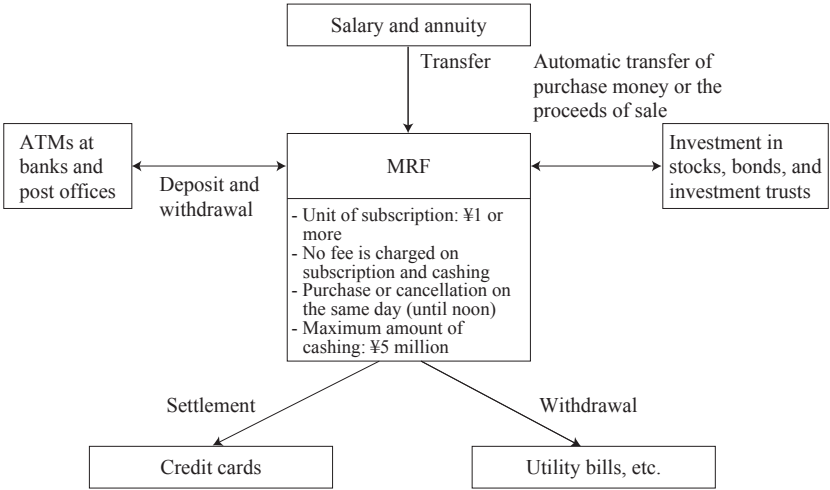 Salary and annuity
Transfer
Automatic transfer of
purchase money or the
proceeds of sale
ATMs at
banks and
post offices
Deposit and
withdrawal
MRF
Investment in
stocks, bonds, and
investment trusts
- Unit of subscription: ¥1 or
more
- No fee is charged on
subscription and cashing
- Purchase or cancellation on
the same day (until noon)
- Maximum amount of
cashing: ¥5 million
Settlement
Withdrawal
Credit cards
Utility bills, etc.